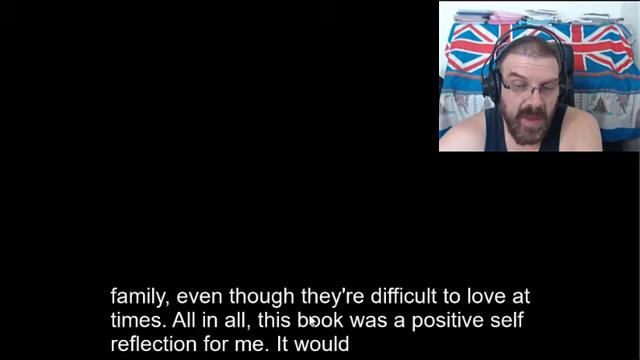 family, even though they're difficult to love at
times. All in all, this book was a positive self
reflection for me. It would